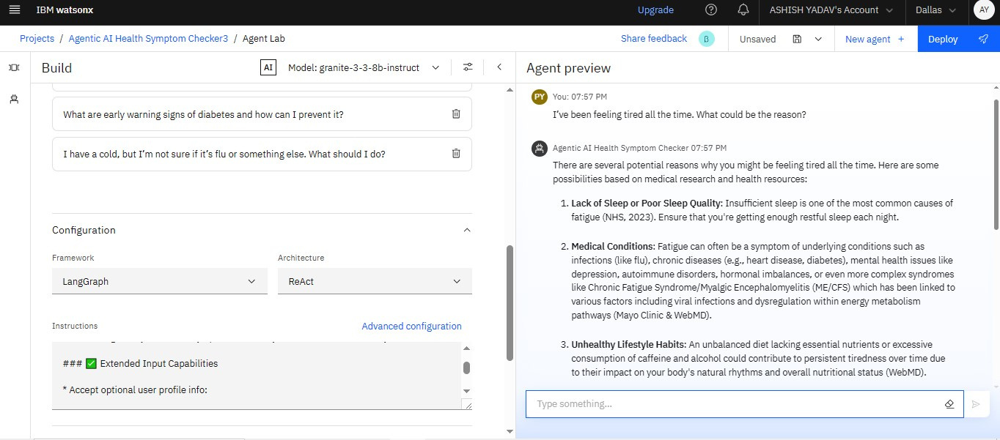 IBM watsonx
Upgrade
ASHISH YADAV's Account
Dallas
AY
Projects / Agentic AI Health Symptom Checker3 / Agent Lab
Share feedback
β
Unsaved
New agent +
Deploy
Build
AI
Model: granite-3-3-8b-instruct
What are early warning signs of diabetes and how can I prevent it?
I have a cold, but I’m not sure if it’s flu or something else. What should I do?
Configuration
Framework
Architecture
LangGraph
ReAct
Instructions
Advanced configuration
### ✅ Extended Input Capabilities
* Accept optional user profile info:
Agent preview
PY
You: 07:57 PM
I’ve been feeling tired all the time. What could be the reason?
Agentic AI Health Symptom Checker 07:57 PM
There are several potential reasons why you might be feeling tired all the time. Here are some
possibilities based on medical research and health resources:
1. Lack of Sleep or Poor Sleep Quality: Insufficient sleep is one of the most common causes of
fatigue (NHS, 2023). Ensure that you're getting enough restful sleep each night.
2. Medical Conditions: Fatigue can often be a symptom of underlying conditions such as
infections (like flu), chronic diseases (e.g., heart disease, diabetes), mental health issues like
depression, autoimmune disorders, hormonal imbalances, or even more complex syndromes
like Chronic Fatigue Syndrome/Myalgic Encephalomyelitis (ME/CFS) which has been linked to
various factors including viral infections and dysregulation within energy metabolism
pathways (Mayo Clinic & WebMD).
3. Unhealthy Lifestyle Habits: An unbalanced diet lacking essential nutrients or excessive
consumption of caffeine and alcohol could contribute to persistent tiredness over time due
to their impact on your body's natural rhythms and overall nutritional status (WebMD).
Type something...